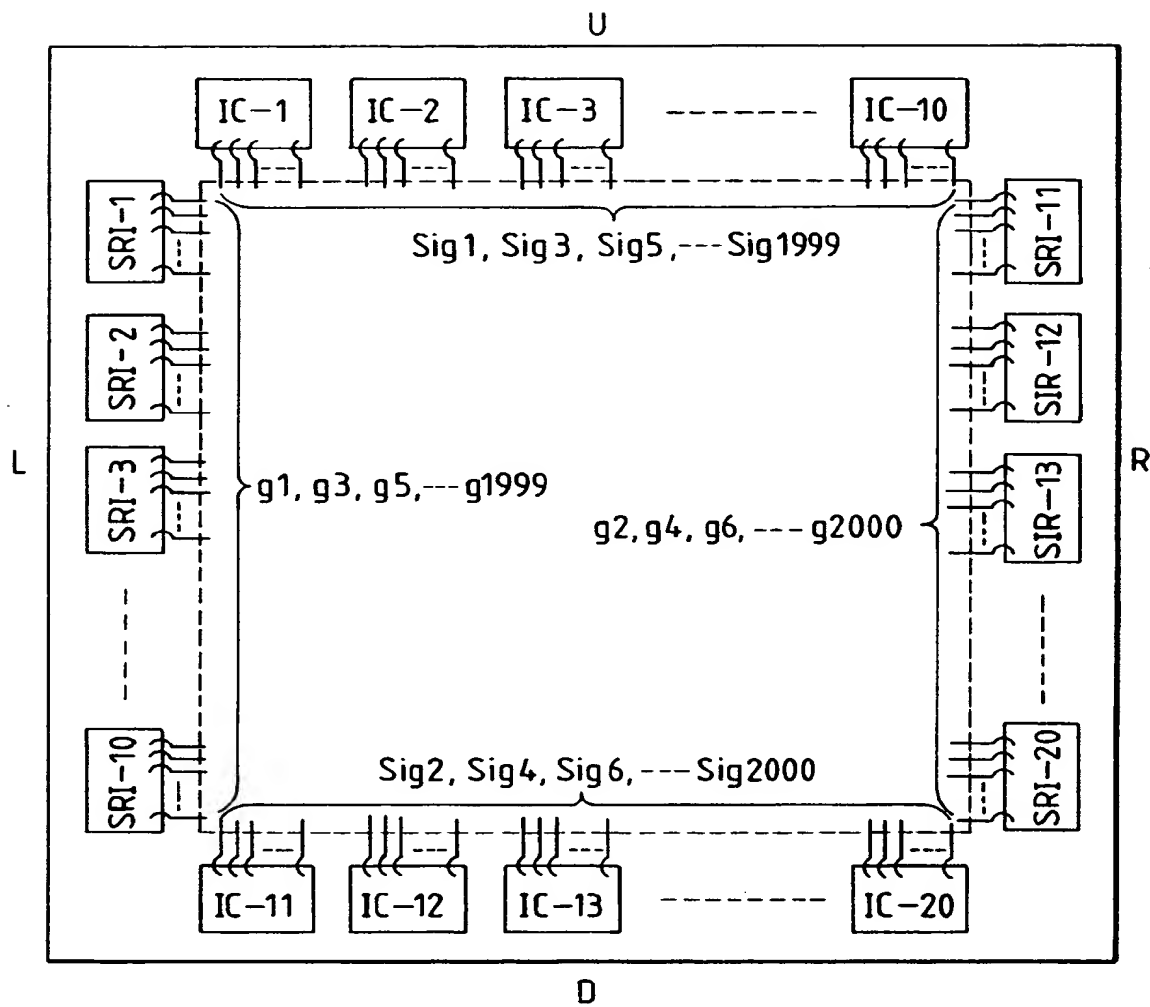 U
IC-1 IC-2 IC-3 IC-10
SRI-1 SRI-11
Sig1, Sig3, Sig5,---Sig1999
SRI-2 SIR-12
L R
SRI-3 SIR-13
g1, g3, g5,---g1999
g2, g4, g6, ---g2000
SRI-10 SRI-20
Sig2, Sig4, Sig6, ---Sig2000
IC-11 IC-12 IC-13 IC-20
D